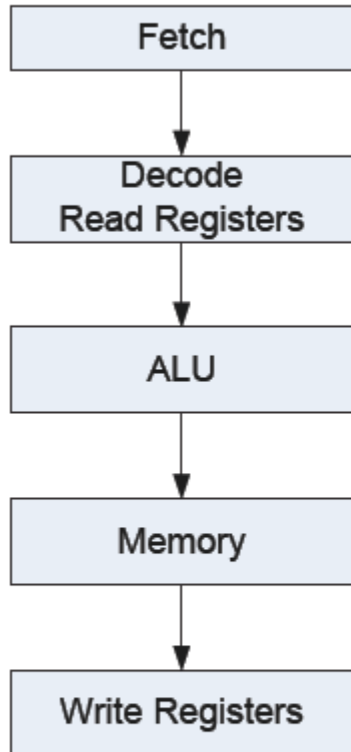 Fetch
Decode
Read Registers
ALU
Memory
Write Registers